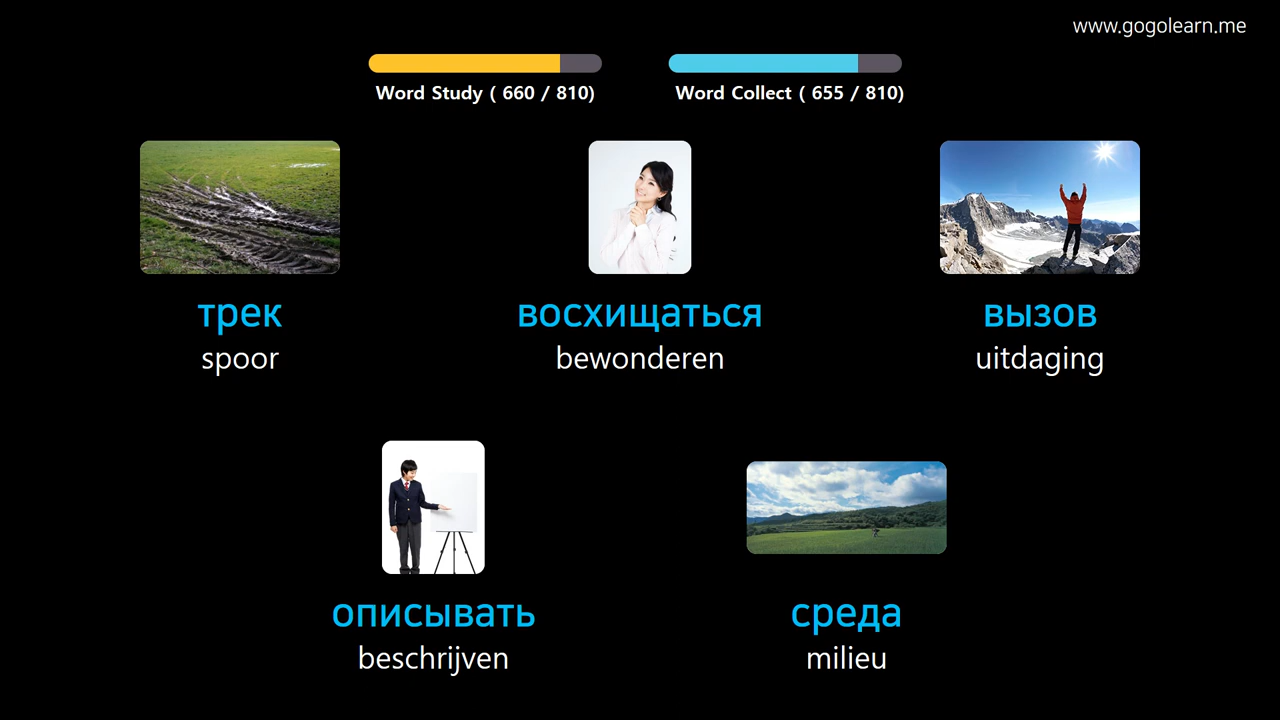 www.gogolearn.me
Word Study ( 660 / 810)
Word Collect ( 655 / 810)
трек
spoor
восхищаться
bewonderen
вызов
uitdaging
описывать
beschrijven
среда
milieu